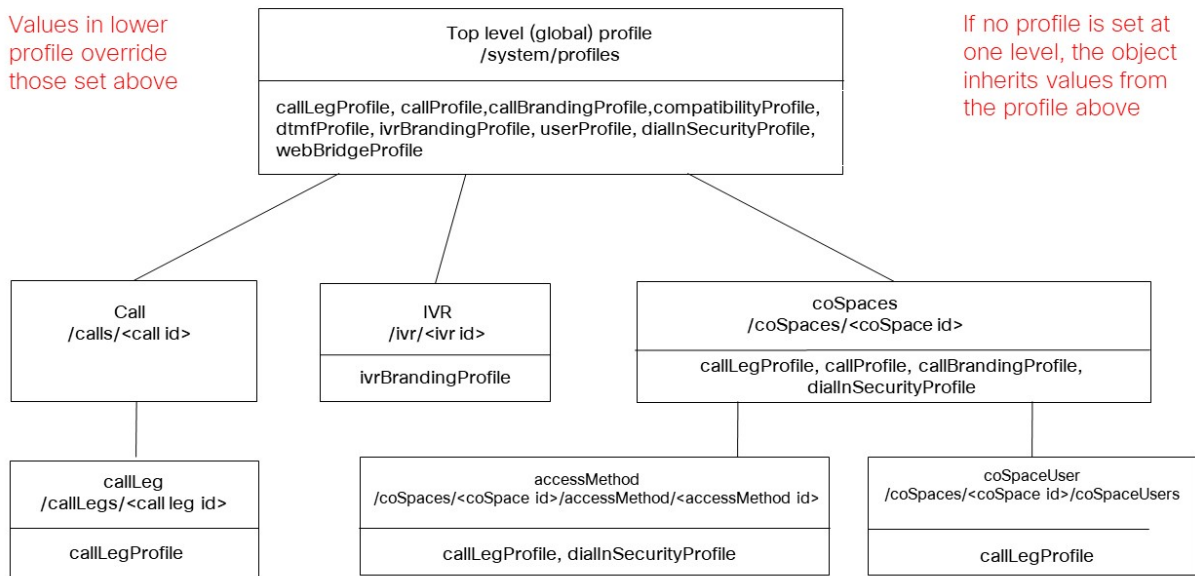 Values in lower
profile override
those set above
Top level (global) profile
/system/profiles
callLegProfile, callProfile,callBrandingProfile,compatibilityProfile,
dtmfProfile, ivrBrandingProfile, userProfile, dialInSecurityProfile,
webBridgeProfile
If no profile is set at
one level, the object
inherits values from
the profile above
Call
/calls/<call id>
IVR
/ivr/<ivr id>
ivrBrandingProfile
coSpaces
/coSpaces/<coSpace id>
callLegProfile, callProfile, callBrandingProfile,
dialInSecurityProfile
callLeg
/callLegs/<call leg id>
callLegProfile
accessMethod
/coSpaces/<coSpace id>/accessMethod/<accessMethod id>
callLegProfile, dialInSecurityProfile
coSpaceUser
/coSpaces/<coSpace id>/coSpaceUsers
callLegProfile